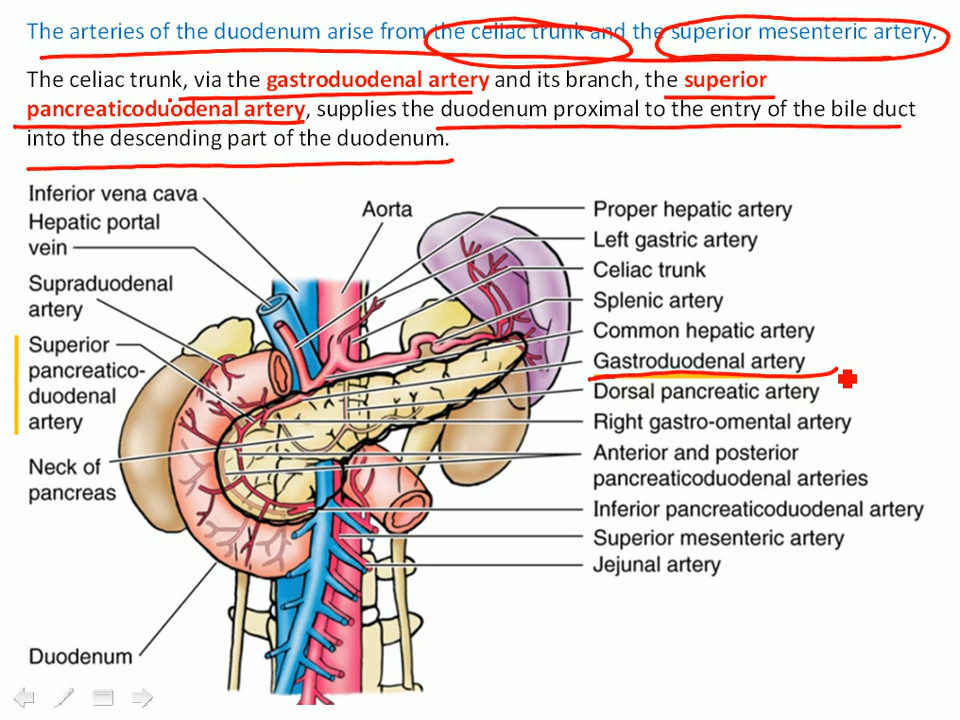 The arteries of the duodenum arise from the celiac trunk and the superior mesenteric artery.
The celiac trunk, via the gastroduodenal artery and its branch, the superior
pancreaticoduodenal artery, supplies the duodenum proximal to the entry of the bile duct
into the descending part of the duodenum.
Inferior vena cava
Hepatic portal
vein
Supraduodenal
artery
Superior
pancreatico-
duodenal
artery
Neck of
pancreas
Duodenum
Aorta
Proper hepatic artery
Left gastric artery
Celiac trunk
Splenic artery
Common hepatic artery
Gastroduodenal artery
Dorsal pancreatic artery
Right gastro-omental artery
Anterior and posterior
pancreaticoduodenal arteries
Inferior pancreaticoduodenal artery
Superior mesenteric artery
Jejunal artery